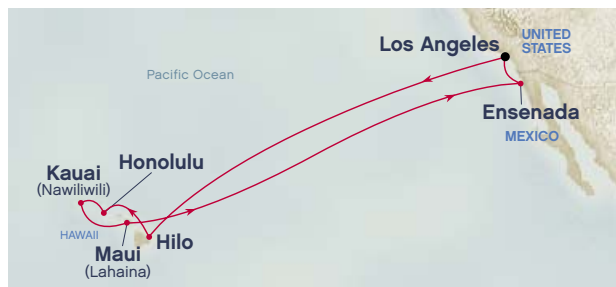 Los Angeles
UNITED
STATES
Pacific Ocean
Ensenada
MEXICO
Kauai
(Nawiliwili)
Honolulu
HAWAII
Maui
(Lahaina)
Hilo